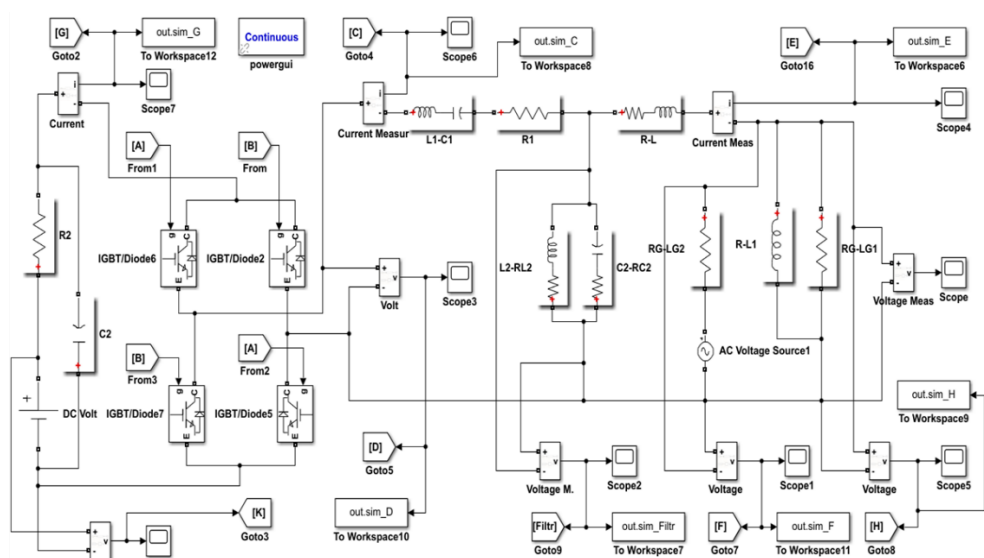 [G]
Goto2
out.sim_G
To Workspace12
Continuous
powergui
[C]
Goto4
Scope6
out.sim_C
To Workspace8
[E]
Goto16
out.sim_E
To Workspace6
+
i
-
Current
Scope7
+
i
-
Current Measur
L1-C1
R1
R-L
+
i
-
Current Meas
Scope4
[A]
From1
[B]
From
R2
g
C
E
IGBT/Diode6
g
C
E
IGBT/Diode2
+
-
v
Volt
Scope3
L2-RL2
C2-RC2
RG-LG2
R-L1
RG-LG1
+
-
v
Voltage Meas
Scope
C2
AC Voltage Source1
[B]
From3
[A]
From2
+
DC Volt
g
C
E
IGBT/Diode7
g
C
E
IGBT/Diode5
out.sim_H
To Workspace9
[D]
Goto5
+
-
v
Voltage M.
Scope2
+
-
v
Voltage
Scope1
+
-
v
Voltage
Scope5
[K]
Goto3
out.sim_D
To Workspace10
+
-
v
[Filtr]
Goto9
out.sim_Filtr
To Workspace7
[F]
Goto7
out.sim_F
To Workspace11
[H]
Goto8